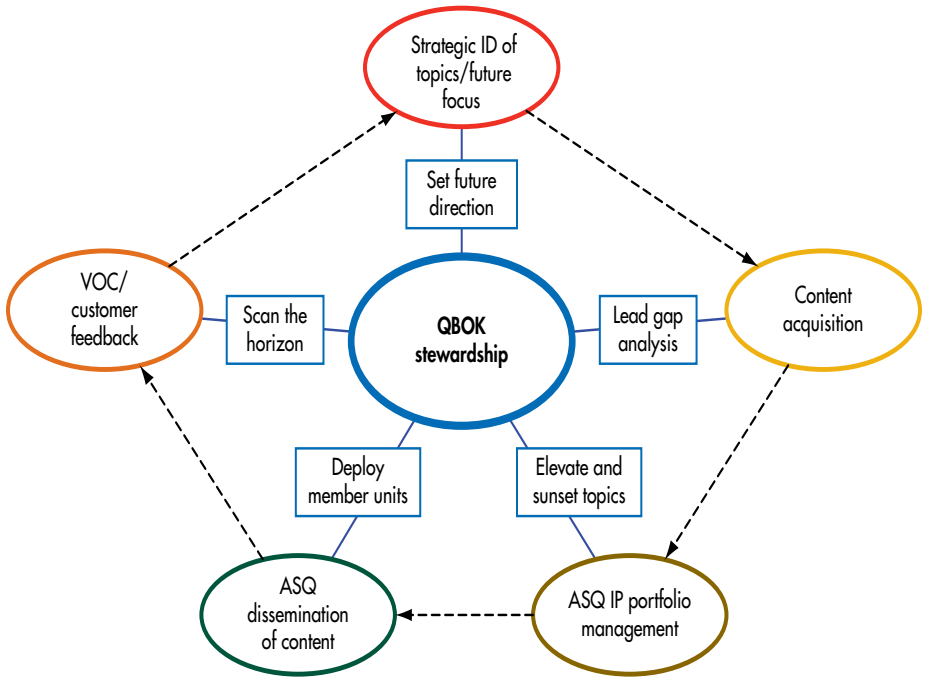 Strategic ID of
topics/future
focus
Set future
direction
VOC/
customer
feedback
Scan the
horizon
QBOK
stewardship
Lead gap
analysis
Content
acquisition
Deploy
member units
Elevate and
sunset topics
ASQ
dissemination
of content
ASQ IP portfolio
management